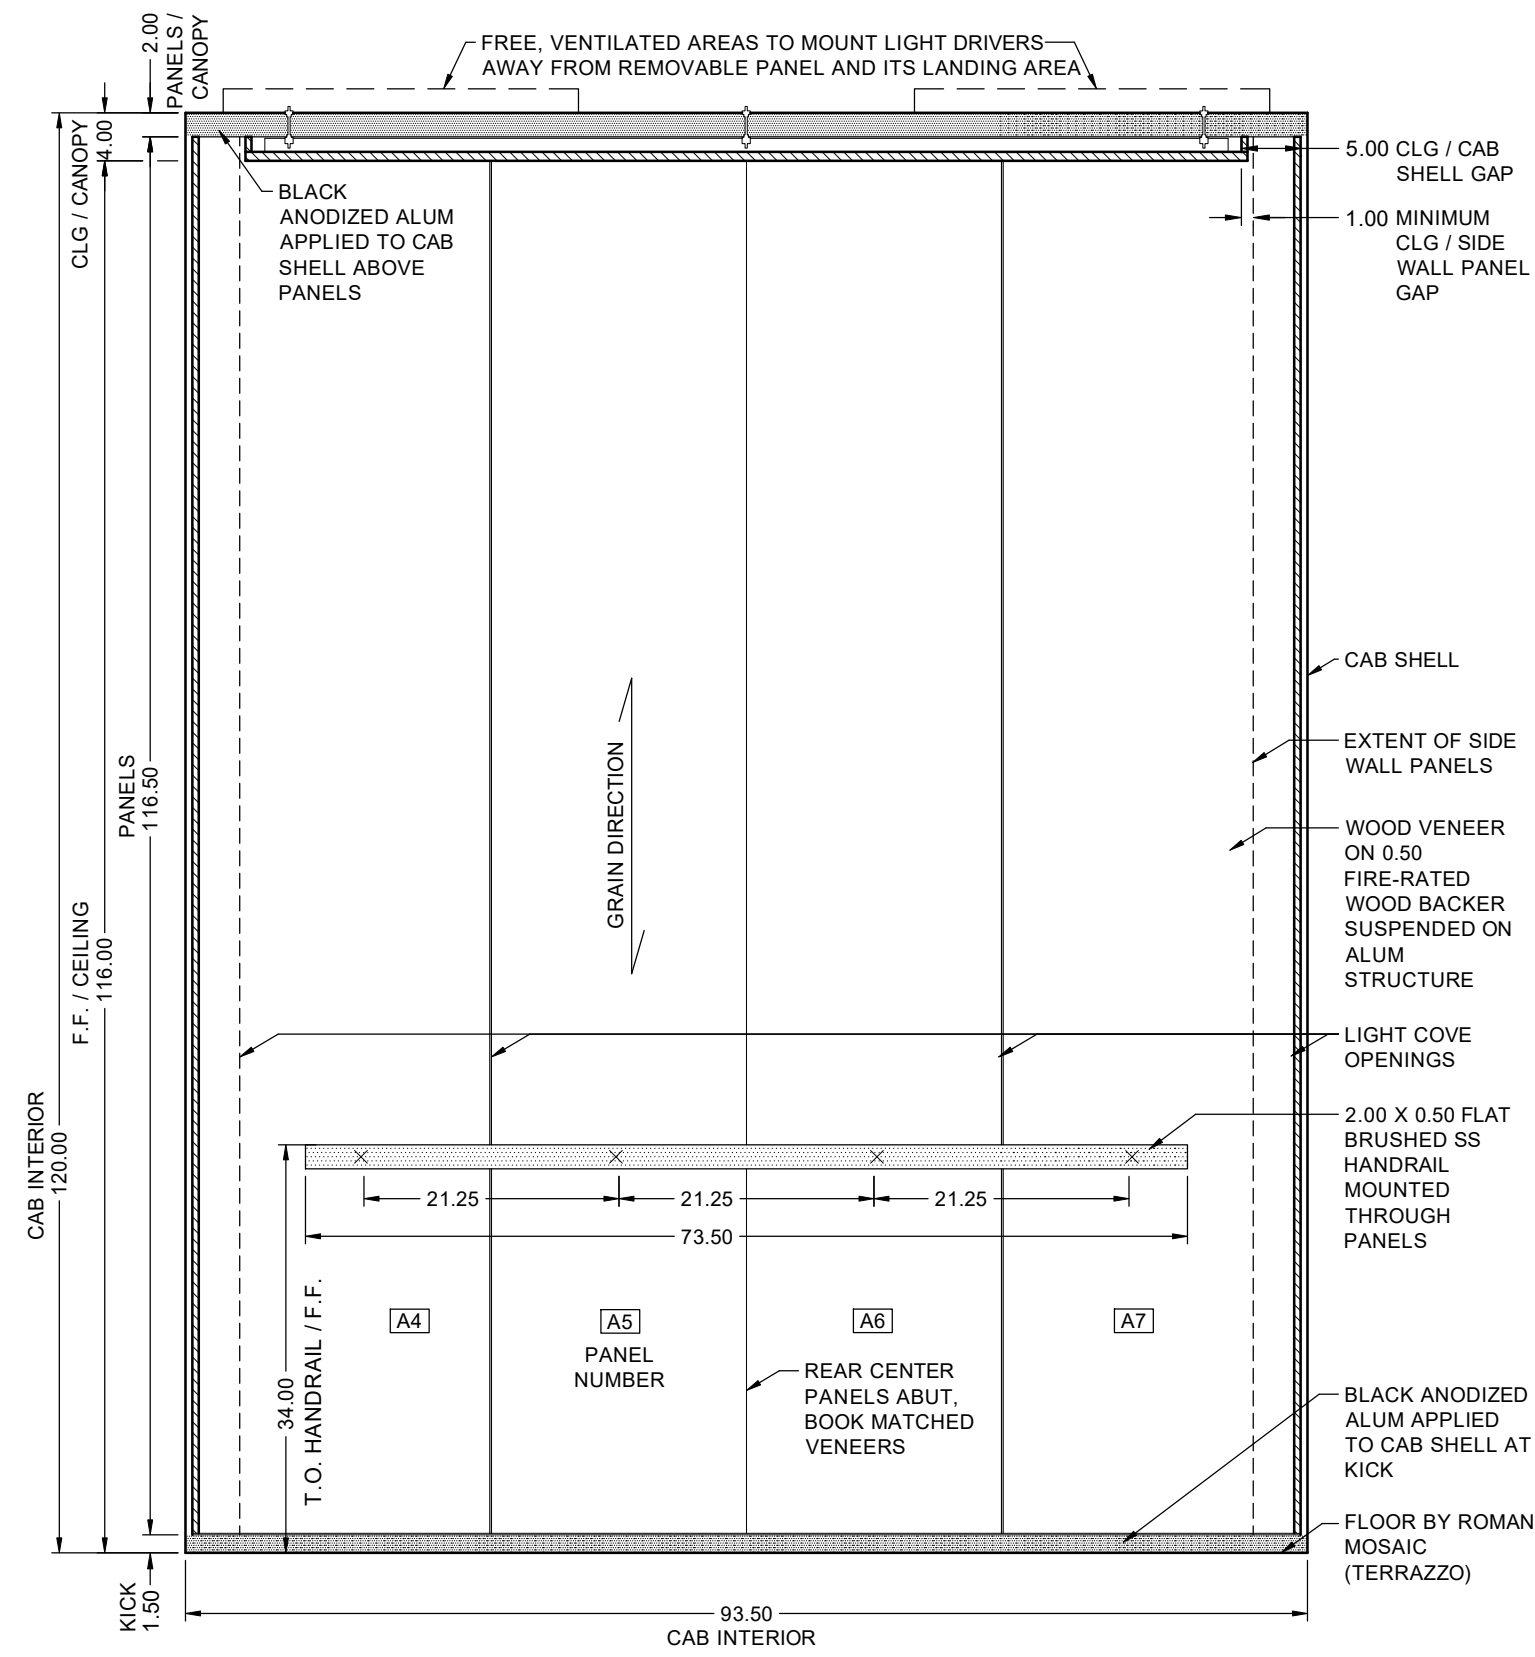 2.00
PANELS /
CANOPY
FREE, VENTILATED AREAS TO MOUNT LIGHT DRIVERS
AWAY FROM REMOVABLE PANEL AND ITS LANDING AREA
CLG / CANOPY
4.00
BLACK
ANODIZED ALUM
APPLIED TO CAB
SHELL ABOVE
PANELS
5.00 CLG / CAB
SHELL GAP
1.00 MINIMUM
CLG / SIDE
WALL PANEL
GAP
CAB SHELL
EXTENT OF SIDE
WALL PANELS
GRAIN DIRECTION
PANELS
116.50
WOOD VENEER
ON 0.50
FIRE-RATED
WOOD BACKER
SUSPENDED ON
ALUM
STRUCTURE
F.F. / CEILING
116.00
LIGHT COVE
OPENINGS
CAB INTERIOR
120.00
2.00 X 0.50 FLAT
BRUSHED SS
HANDRAIL
MOUNTED
THROUGH
PANELS
21.25
21.25
21.25
73.50
34.00
T.O. HANDRAIL / F.F.
A4
A5
A6
A7
PANEL
NUMBER
REAR CENTER
PANELS ABUT,
BOOK MATCHED
VENEERS
BLACK ANODIZED
ALUM APPLIED
TO CAB SHELL AT
KICK
FLOOR BY ROMAN
MOSAIC
(TERRAZZO)
KICK
1.50
93.50
CAB INTERIOR